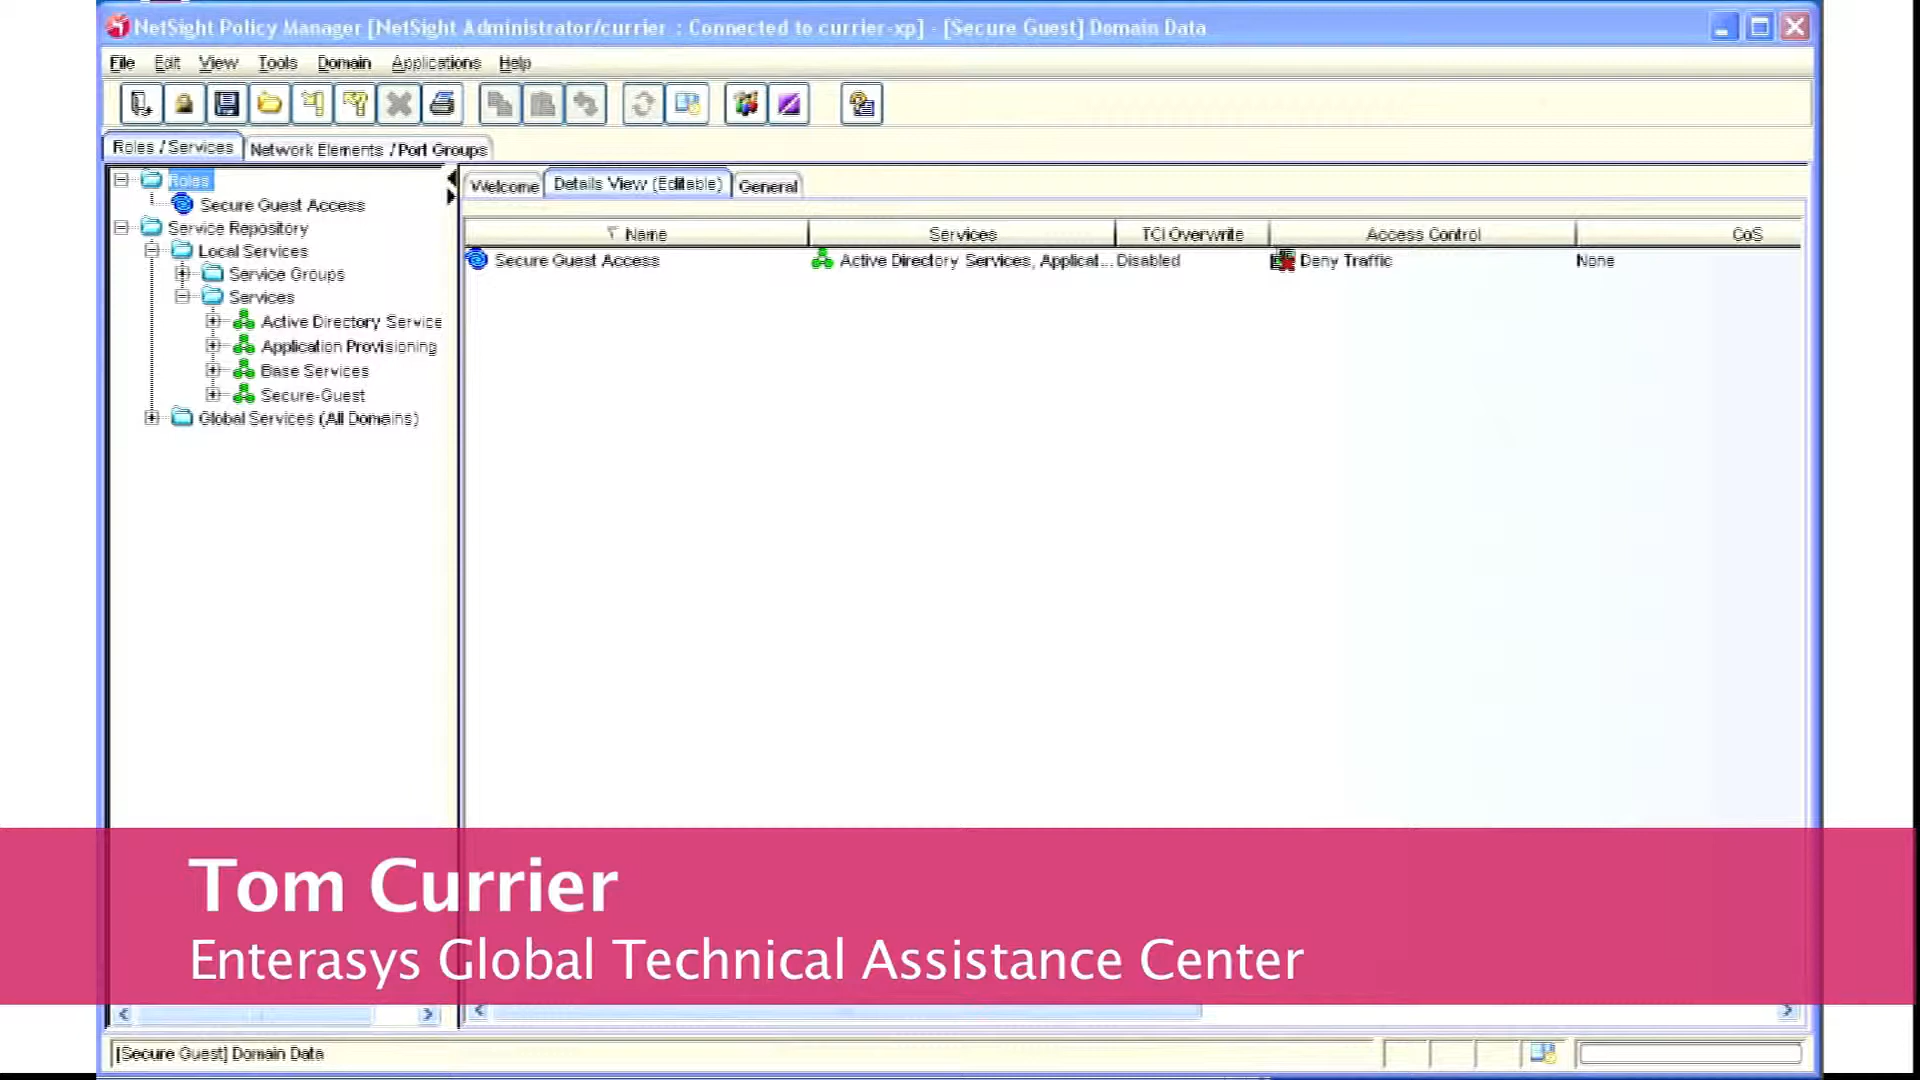 NetSight Policy Manager [NetSight Administrator/currier : Connected to currier-xp] - [Secure Guest] Domain Data
File Edit View Tools Domain Applications Help
Roles / Services Network Elements / Port Groups
Roles
Secure Guest Access
Service Repository
Local Services
Service Groups
Services
Active Directory Service
Application Provisioning
Base Services
Secure-Guest
Global Services (All Domains)
Welcome Details View (Editable) General
Name Services TCI Overwrite Access Control CoS
Secure Guest Access Active Directory Services, Applicat... Disabled Deny Traffic None
Tom Currier
Enterasys Global Technical Assistance Center
[Secure Guest] Domain Data